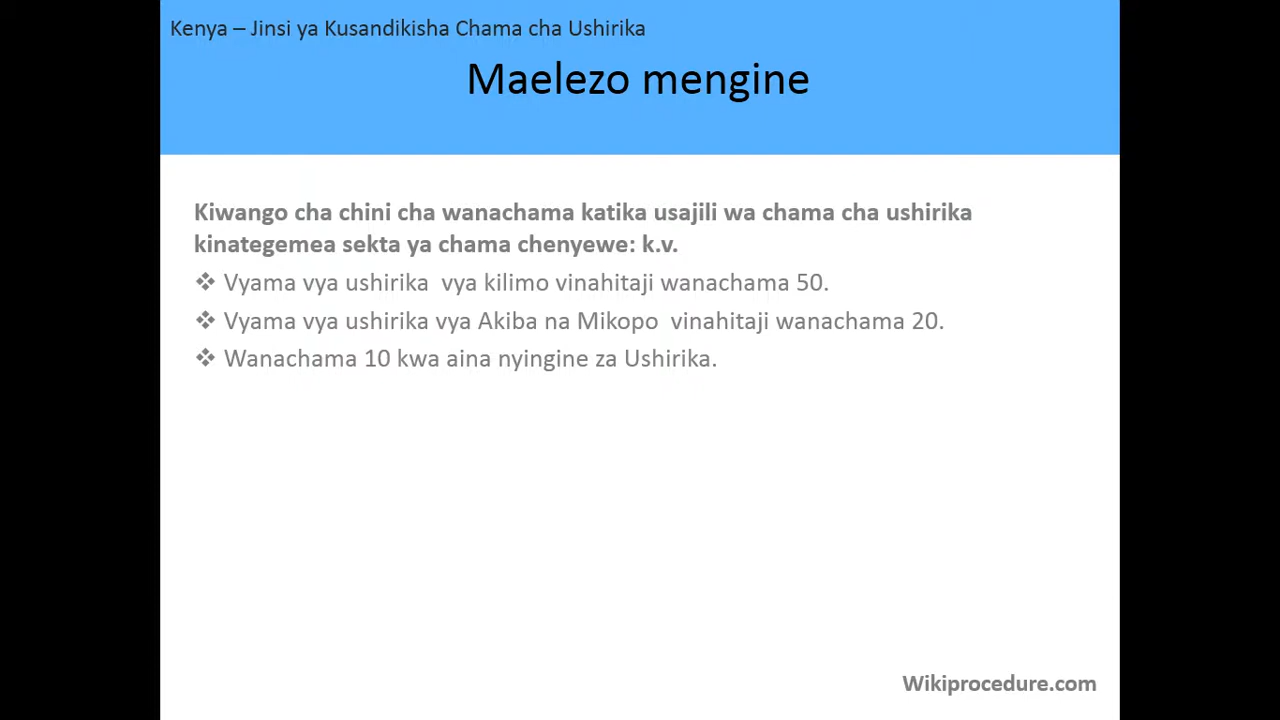 Kenya – Jinsi ya Kusandikisha Chama cha Ushirika
Maelezo mengine
Kiwango cha chini cha wanachama katika usajili wa chama cha ushirika
kinategemea sekta ya chama chenyewe: k.v.
❖ Vyama vya ushirika vya kilimo vinahitaji wanachama 50.
❖ Vyama vya ushirika vya Akiba na Mikopo vinahitaji wanachama 20.
❖ Wanachama 10 kwa aina nyingine za Ushirika.
Wikiprocedure.com